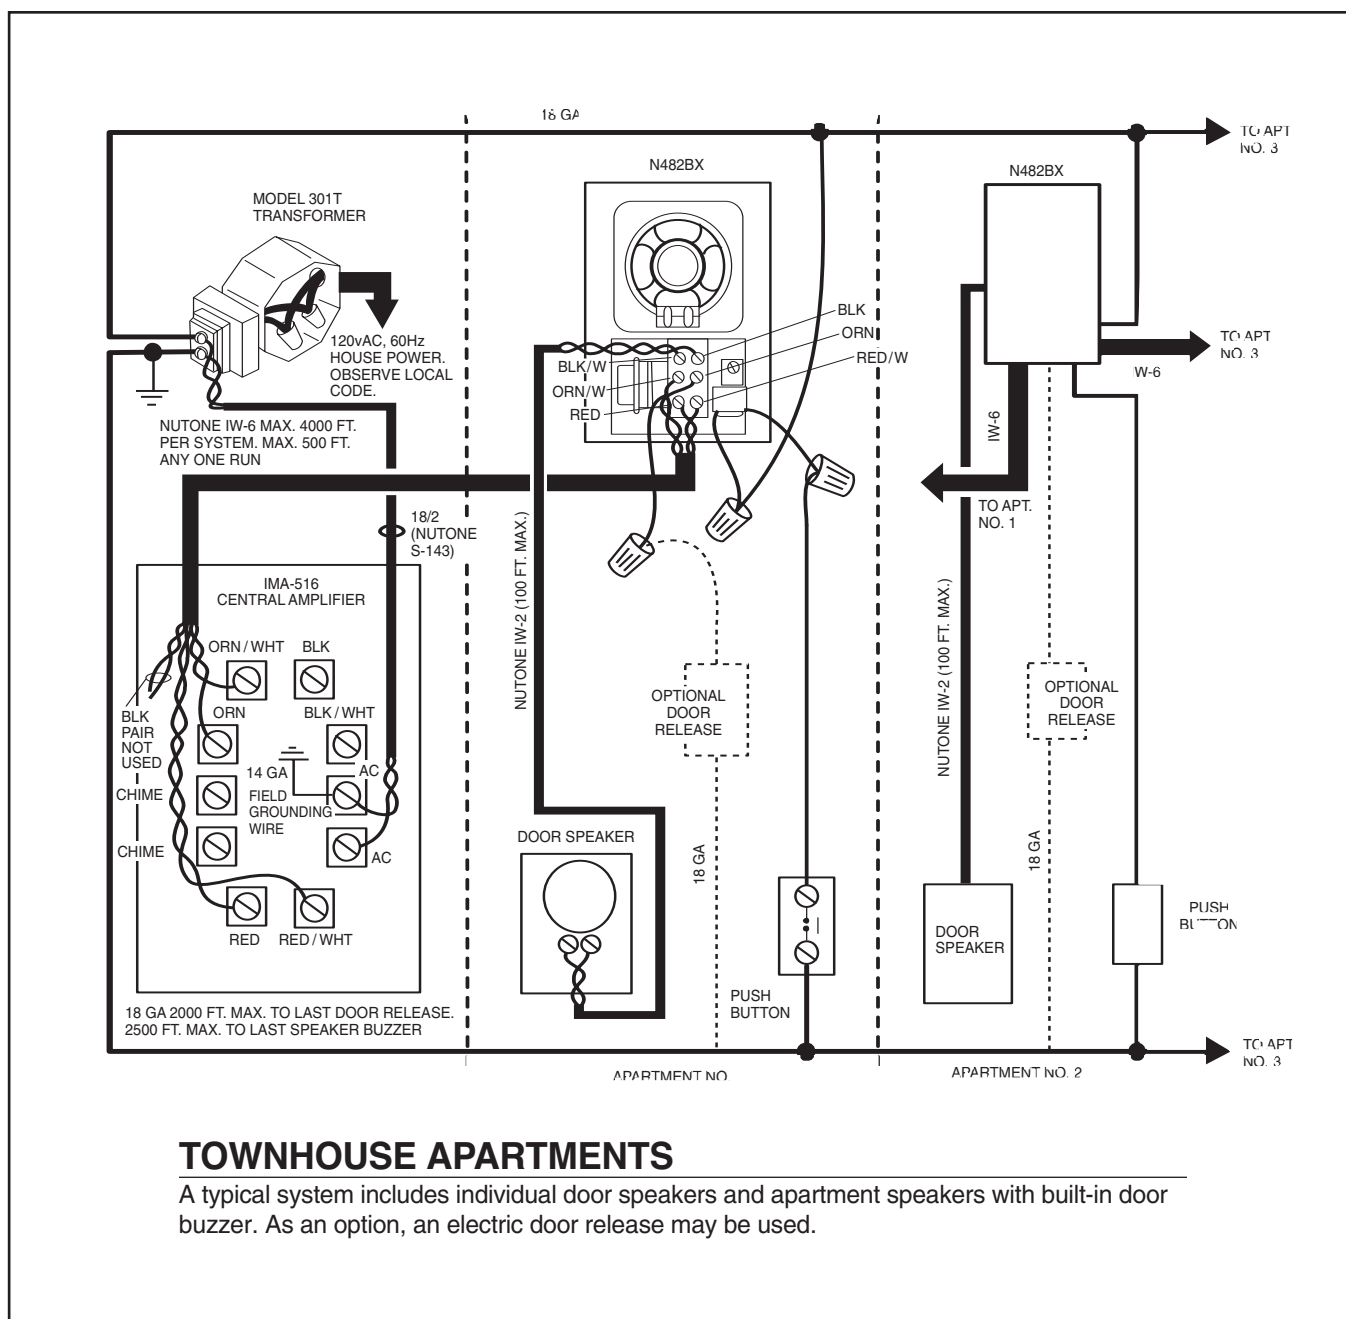 18 GA
TO APT
NO. 3
N482BX
N482BX
MODEL 301T
TRANSFORMER
120vAC, 60Hz
HOUSE POWER.
OBSERVE LOCAL
CODE.
BLK
ORN
RED/W
BLK/W
ORN/W
RED
TO APT
NO. 3
IW-6
IW-6
NUTONE IW-6 MAX. 4000 FT.
PER SYSTEM. MAX. 500 FT.
ANY ONE RUN
TO APT.
NO. 1
18/2
(NUTONE
S-143)
NUTONE IW-2 (100 FT. MAX.)
NUTONE IW-2 (100 FT. MAX.)
IMA-516
CENTRAL AMPLIFIER
ORN / WHT
BLK
ORN
BLK / WHT
BLK
PAIR
NOT
USED
14 GA
AC
CHIME
FIELD
GROUNDING
WIRE
CHIME
AC
RED
RED / WHT
OPTIONAL
DOOR
RELEASE
OPTIONAL
DOOR
RELEASE
18 GA
18 GA
DOOR SPEAKER
PUSH
BUTTON
DOOR
SPEAKER
PUSH
BUTTON
18 GA 2000 FT. MAX. TO LAST DOOR RELEASE.
2500 FT. MAX. TO LAST SPEAKER BUZZER
TO APT
NO. 3
APARTMENT NO.
APARTMENT NO. 2
TOWNHOUSE APARTMENTS
A typical system includes individual door speakers and apartment speakers with built-in door
buzzer. As an option, an electric door release may be used.